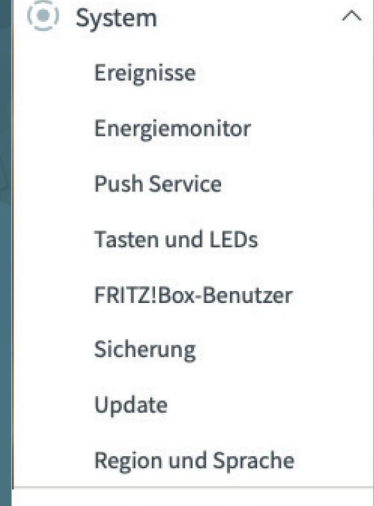 System
Ereignisse
Energiemonitor
Push Service
Tasten und LEDs
FRITZ!Box-Benutzer
Sicherung
Update
Region und Sprache